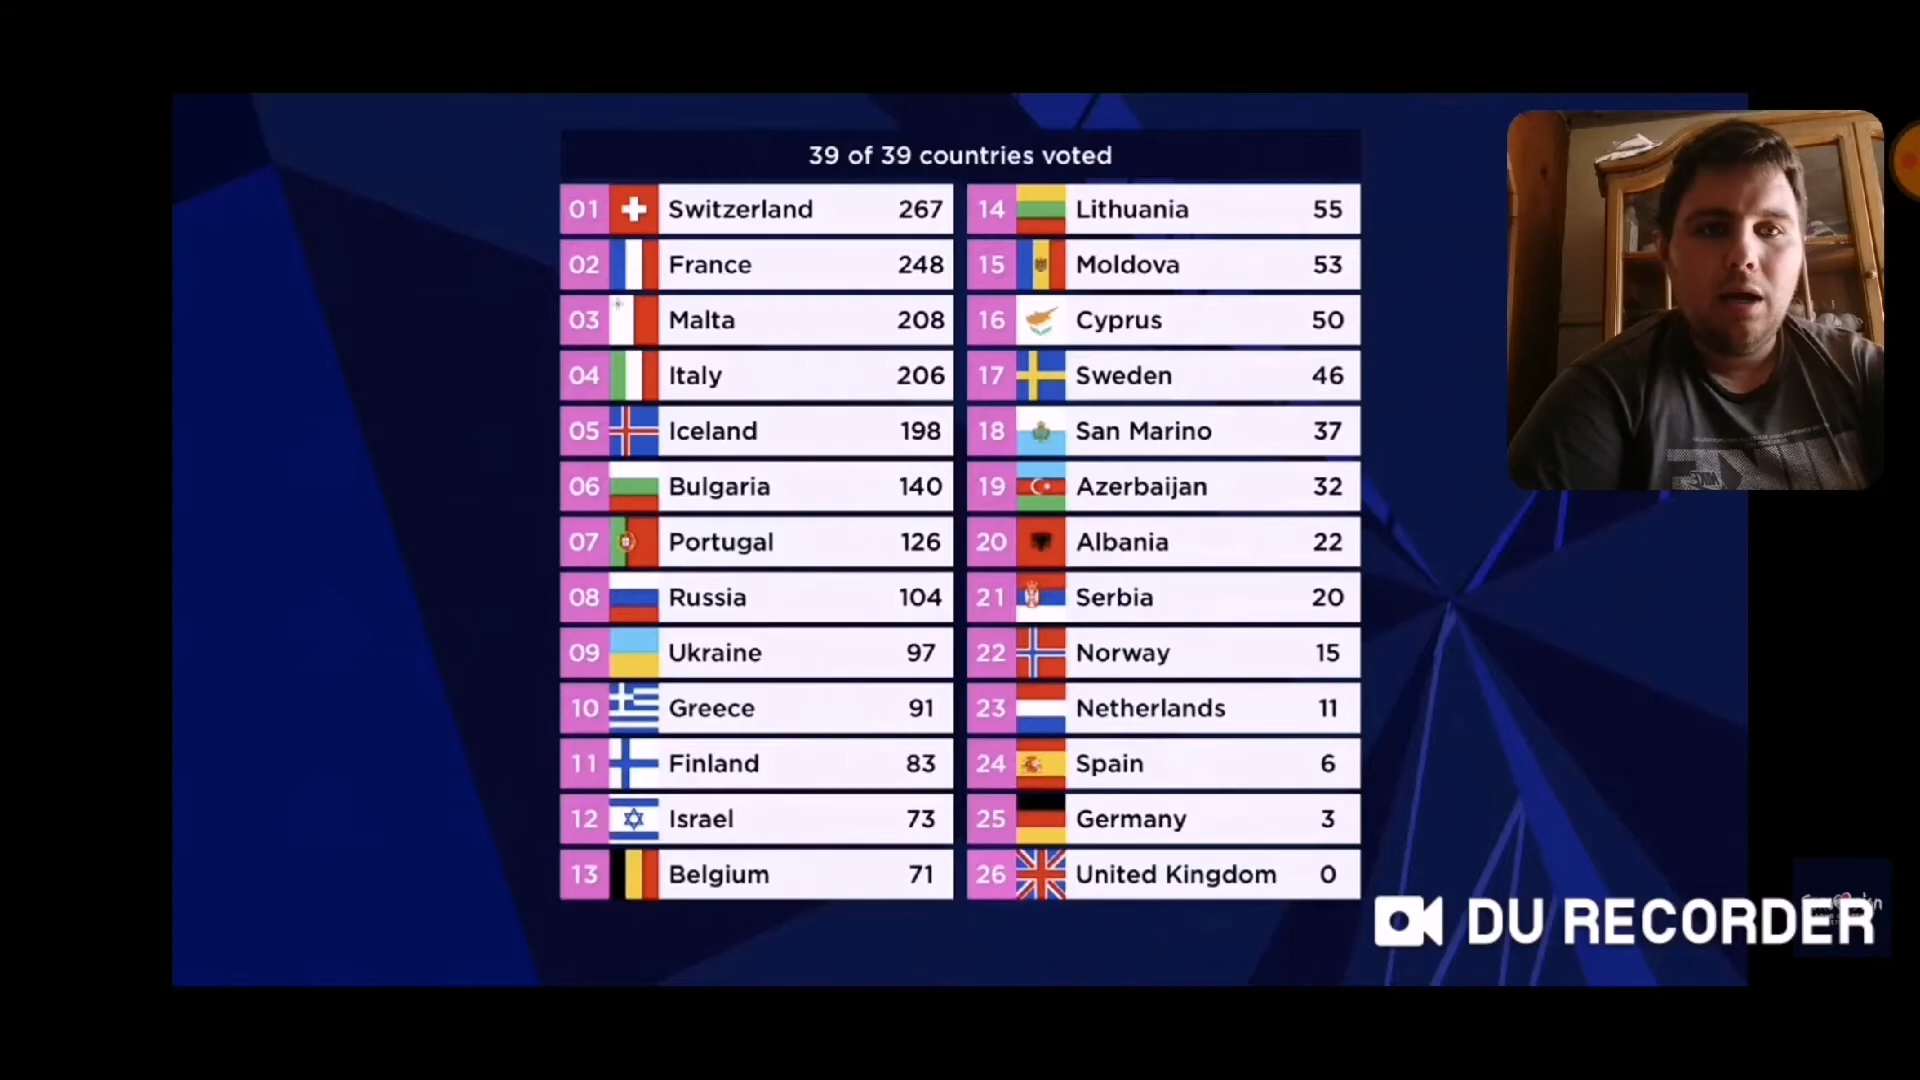 39 of 39 countries voted
01 Switzerland 267
02 France 248
03 Malta 208
04 Italy 206
05 Iceland 198
06 Bulgaria 140
07 Portugal 126
08 Russia 104
09 Ukraine 97
10 Greece 91
11 Finland 83
12 Israel 73
13 Belgium 71
14 Lithuania 55
15 Moldova 53
16 Cyprus 50
17 Sweden 46
18 San Marino 37
19 Azerbaijan 32
20 Albania 22
21 Serbia 20
22 Norway 15
23 Netherlands 11
24 Spain 6
25 Germany 3
26 United Kingdom 0
DU RECORDER